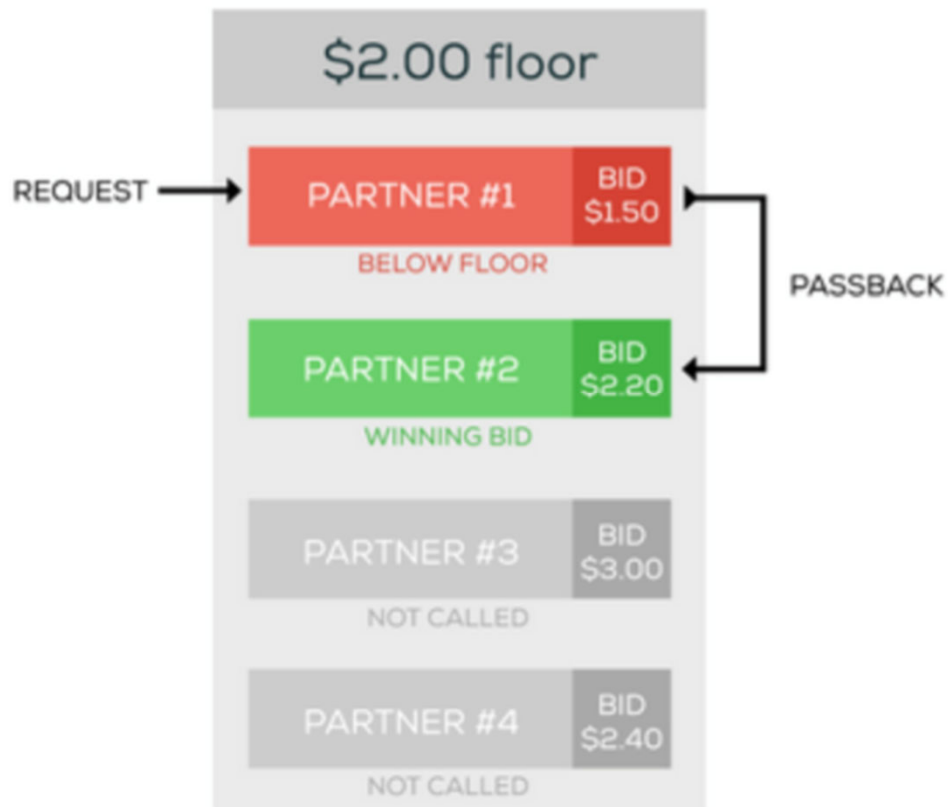 $2.00 floor
REQUEST
PARTNER #1
BID
$1.50
BELOW FLOOR
PASSBACK
PARTNER #2
BID
$2.20
WINNING BID
PARTNER #3
BID
$3.00
NOT CALLED
PARTNER #4
BID
$2.40
NOT CALLED